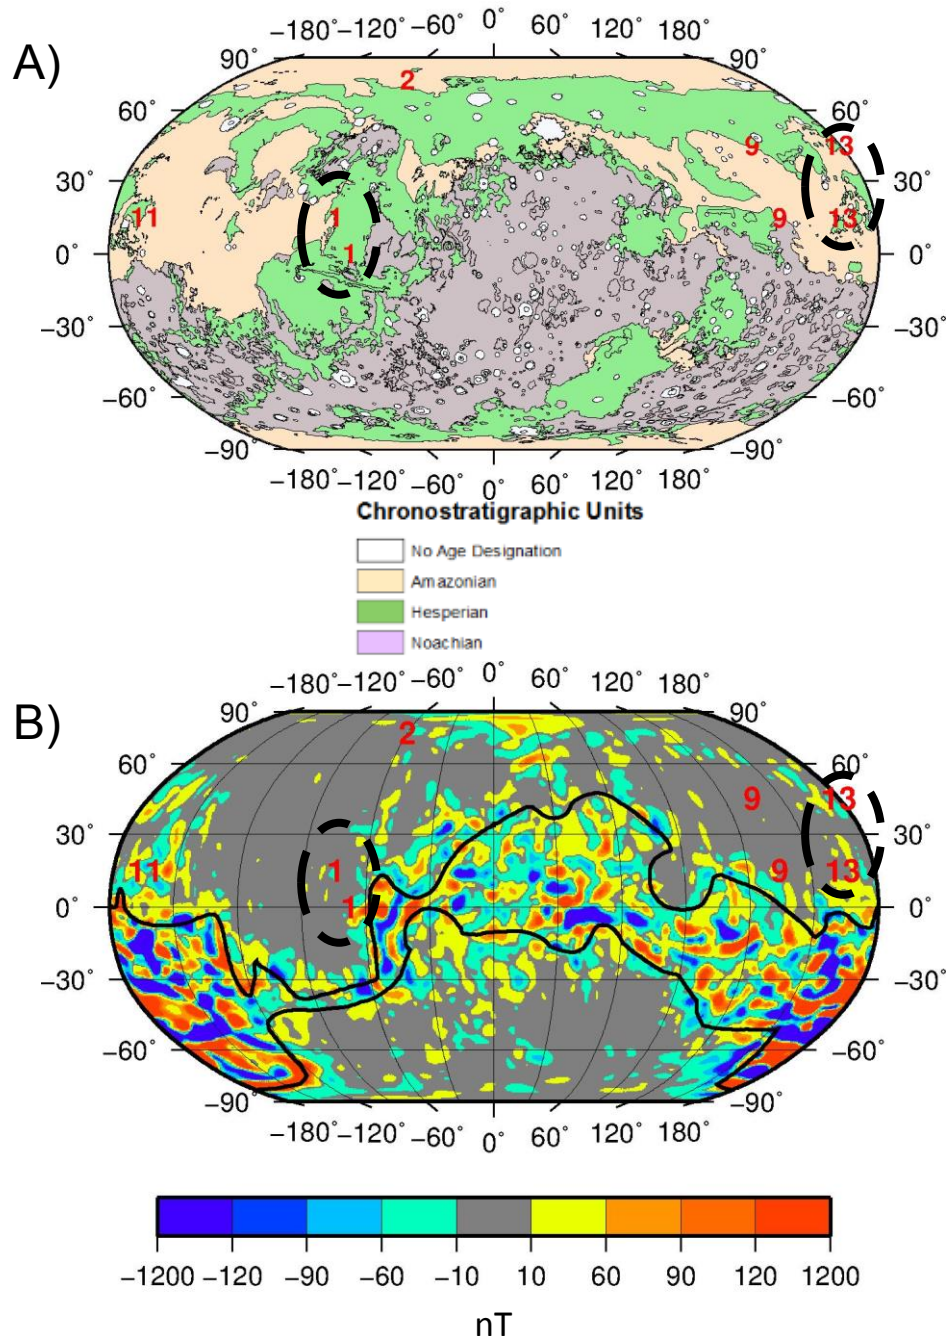 A)
−180° −120° −60° 0° 60° 120° 180°
90° 90°
2
60° 60°
9 13
30° 30°
11 1 9 13
1
0° 0°
−30° −30°
−60° −60°
−90° −90°
−180° −120° −60° 0° 60° 120° 180°
Chronostratigraphic Units
No Age Designation
Amazonian
Hesperian
Noachian
B)
−180° −120° −60° 0° 60° 120° 180°
90° 90°
2
60° 60°
9 13
30° 30°
11 1 9 13
1
0° 0°
−30° −30°
−60° −60°
−90° −90°
−180° −120° −60° 0° 60° 120° 180°
−1200 −120 −90 −60 −10 10 60 90 120 1200
nT